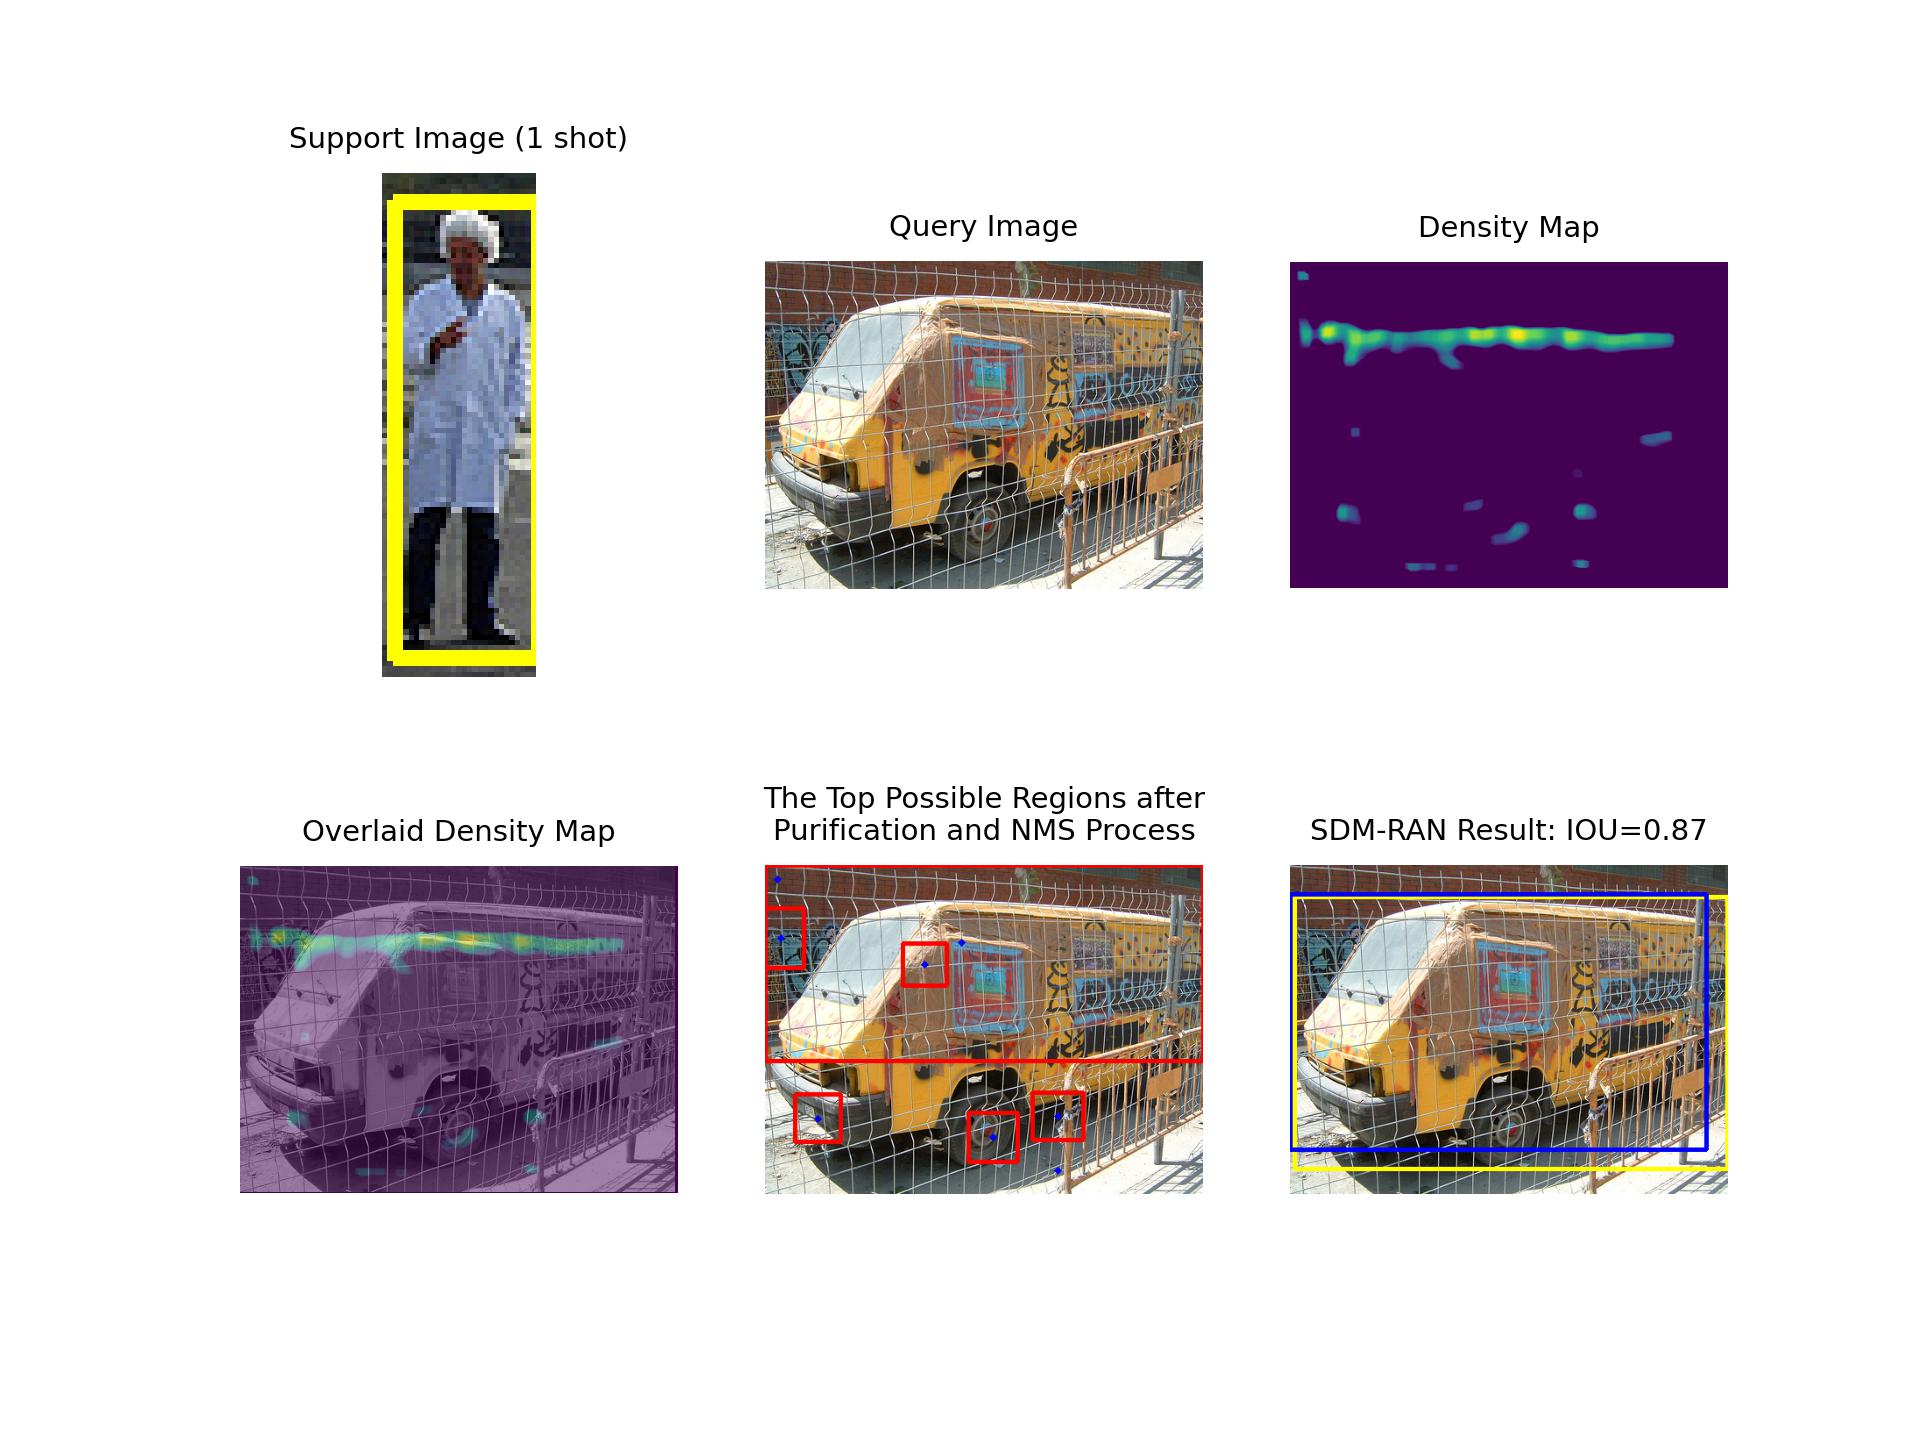 Support Image (1 shot)
Query Image
Density Map
Overlaid Density Map
The Top Possible Regions after
Purification and NMS Process
SDM-RAN Result: IOU=0.87